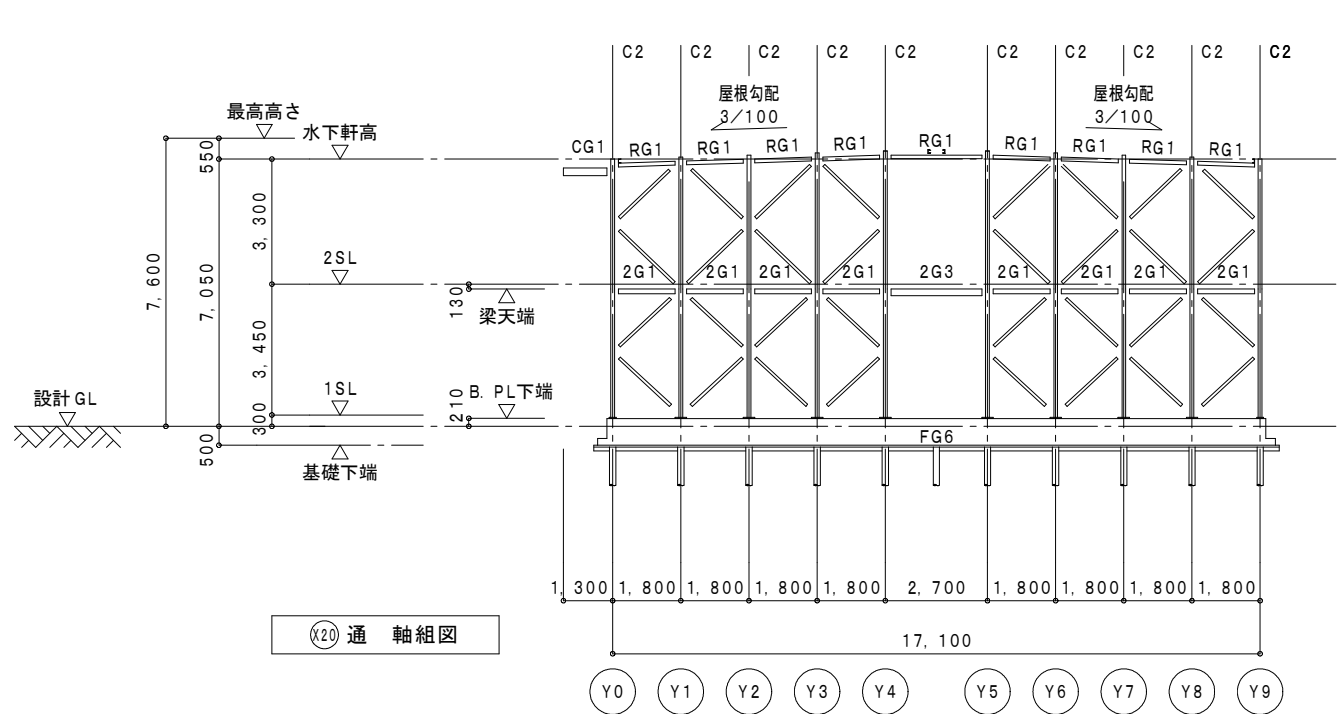 C2 C2 C2 C2 C2 C2 C2 C2 C2 C2
屋根勾配 屋根勾配
3/100 3/100
最高高さ
水下軒高
CG1 RG1 RG1 RG1 RG1 RG1 RG1 RG1 RG1 RG1
550
3,300
7,600
7,050
2SL
2G1 2G1 2G1 2G1 2G3 2G1 2G1 2G1 2G1
130
梁天端
3,450
設計GL
1SL
210
B.PL下端
300
500
基礎下端
FG6
1,300 1,800 1,800 1,800 1,800 2,700 1,800 1,800 1,800 1,800
X20 通 軸組図
17,100
Y0 Y1 Y2 Y3 Y4 Y5 Y6 Y7 Y8 Y9